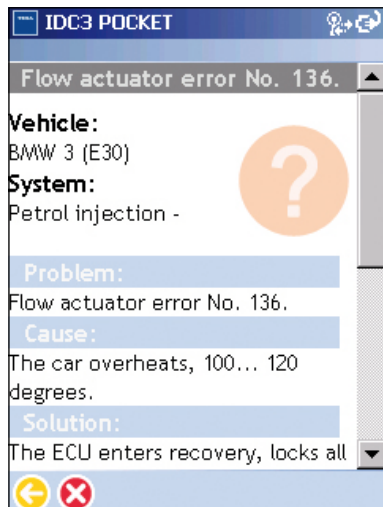 TEXA
IDC3 POCKET
Flow actuator error No. 136.
Vehicle:
BMW 3 (E30)
System:
Petrol injection -
?
Problem:
Flow actuator error No. 136.
Cause:
The car overheats, 100... 120
degrees.
Solution:
The ECU enters recovery, locks all